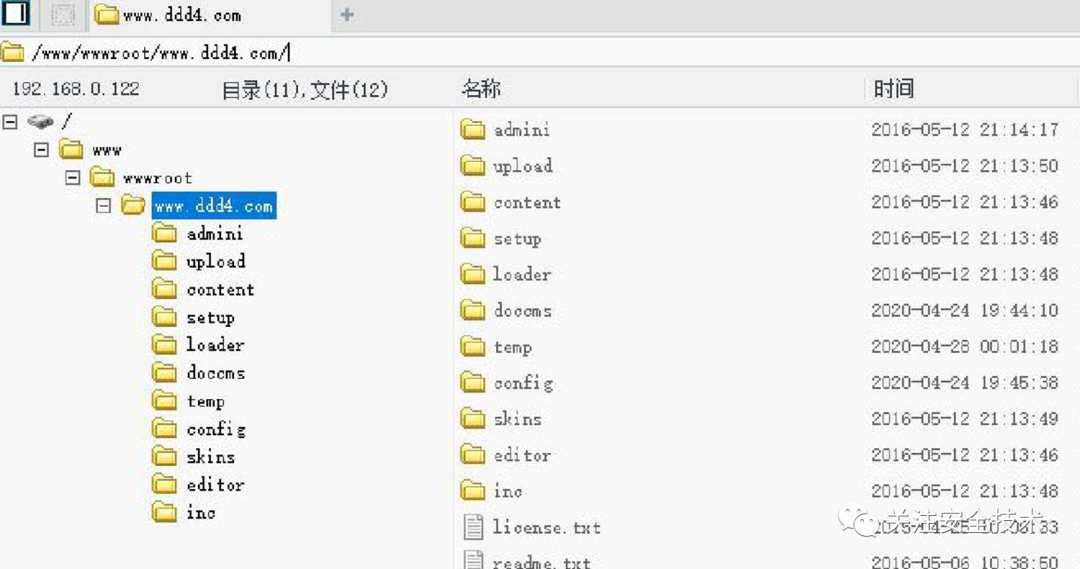 www.ddd4.com
/www/wwwroot/www.ddd4.com/
192.168.0.122 目录(11),文件(12) 名称 时间
/
www
wwwroot
www.ddd4.com
admini
upload
content
setup
loader
doccms
temp
config
skins
editor
inc
admini 2016-05-12 21:14:17
upload 2016-05-12 21:13:50
content 2016-05-12 21:13:46
setup 2016-05-12 21:13:48
loader 2016-05-12 21:13:48
doccms 2020-04-24 19:44:10
temp 2020-04-28 00:01:18
config 2020-04-24 19:45:38
skins 2016-05-12 21:13:49
editor 2016-05-12 21:13:46
inc 2016-05-12 21:13:48
license.txt
readme.txt 2016-05-06 10:38:50
关注安全技术